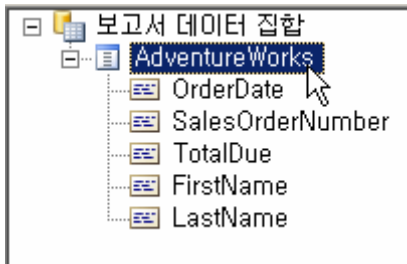 보고서 데이터 집합
AdventureWorks
OrderDate
SalesOrderNumber
TotalDue
FirstName
LastName